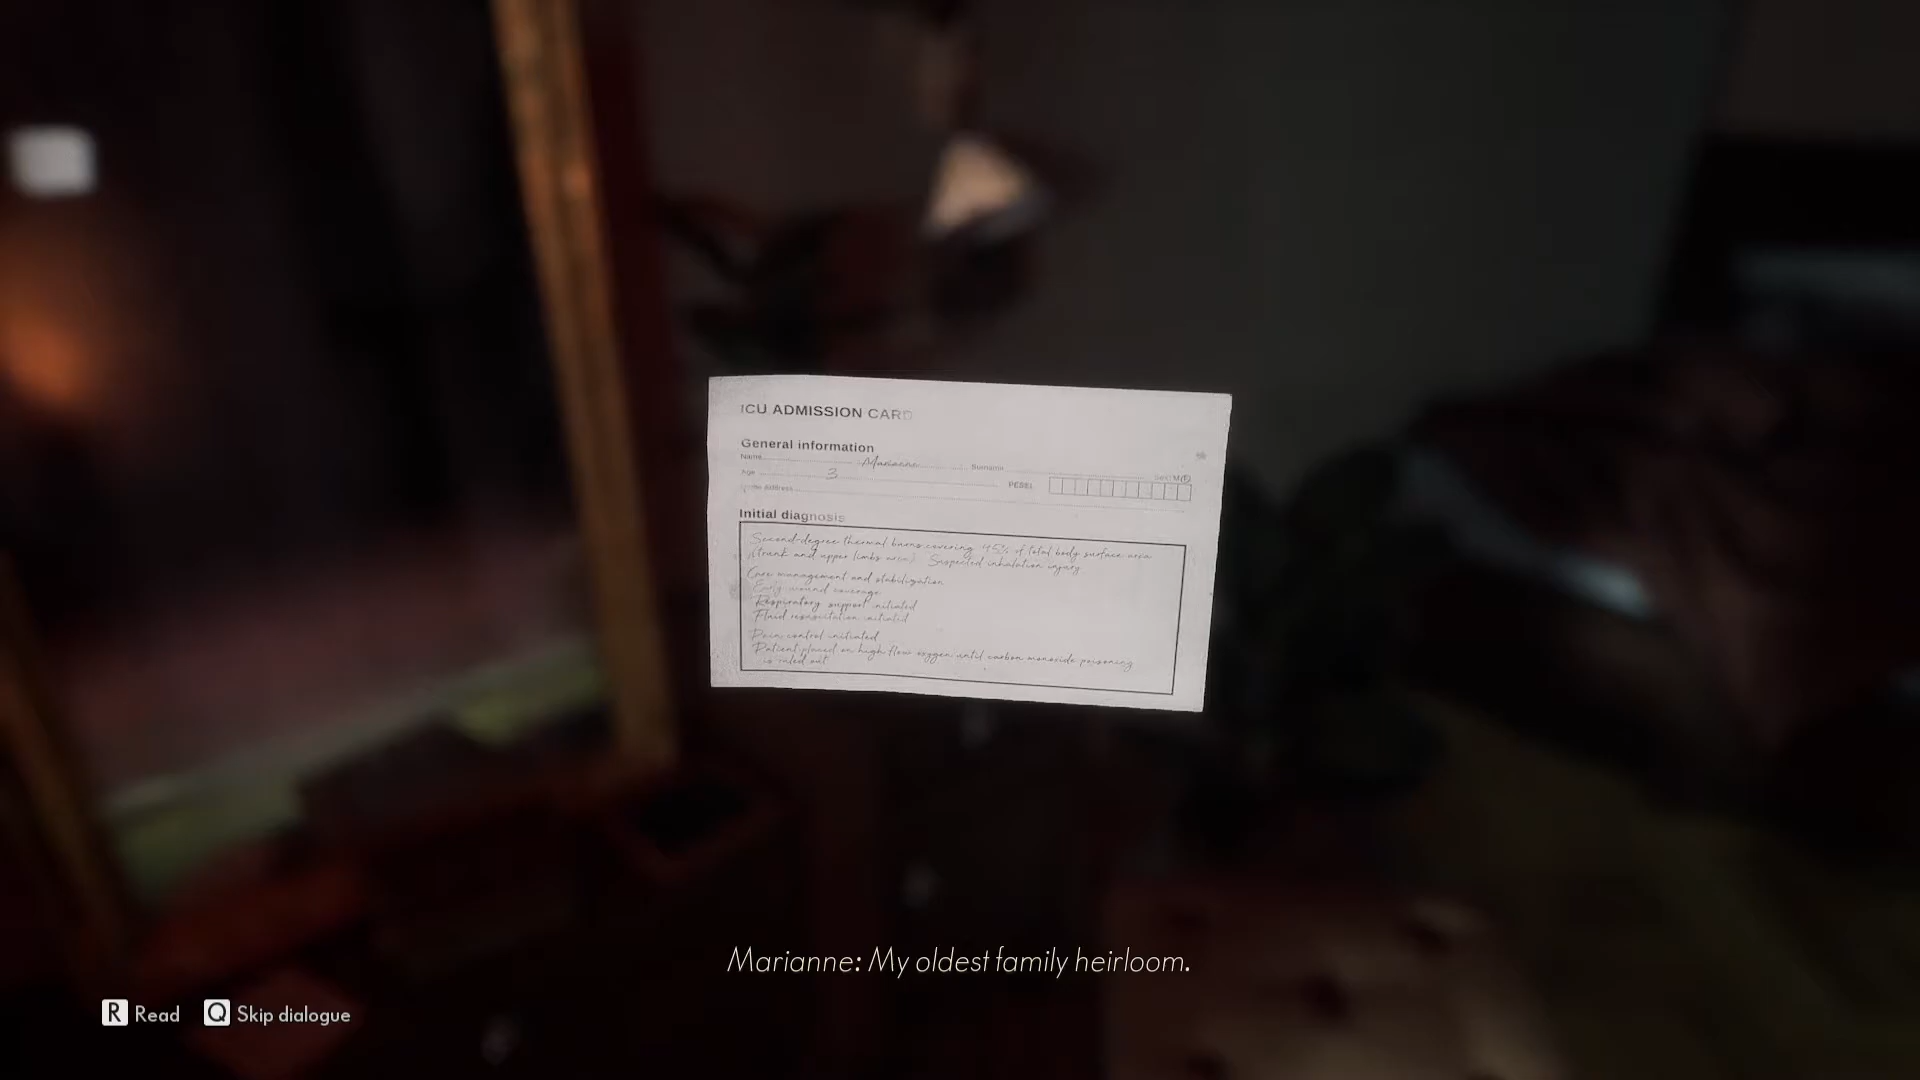 ICU ADMISSION CARD
General information
Name Marianne Surname Sex: M/F
Age 3 PESEL
Home Address
Initial diagnosis
Second-degree thermal burns covering 45% of total body surface area
(trunk and upper limbs area). Suspected inhalation injury
Care management and stabilization
Early wound coverage
Respiratory support initiated
Fluid resuscitation initiated
Pain control initiated
Patient placed on high flow oxygen until carbon monoxide poisoning
is ruled out
Marianne: My oldest family heirloom.
R Read Q Skip dialogue